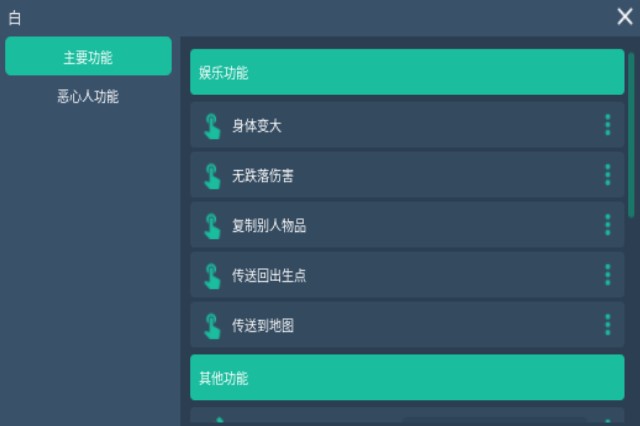 白
主要功能
恶心人功能
娱乐功能
身体变大
无跌落伤害
复制别人物品
传送回出生点
传送到地图
其他功能